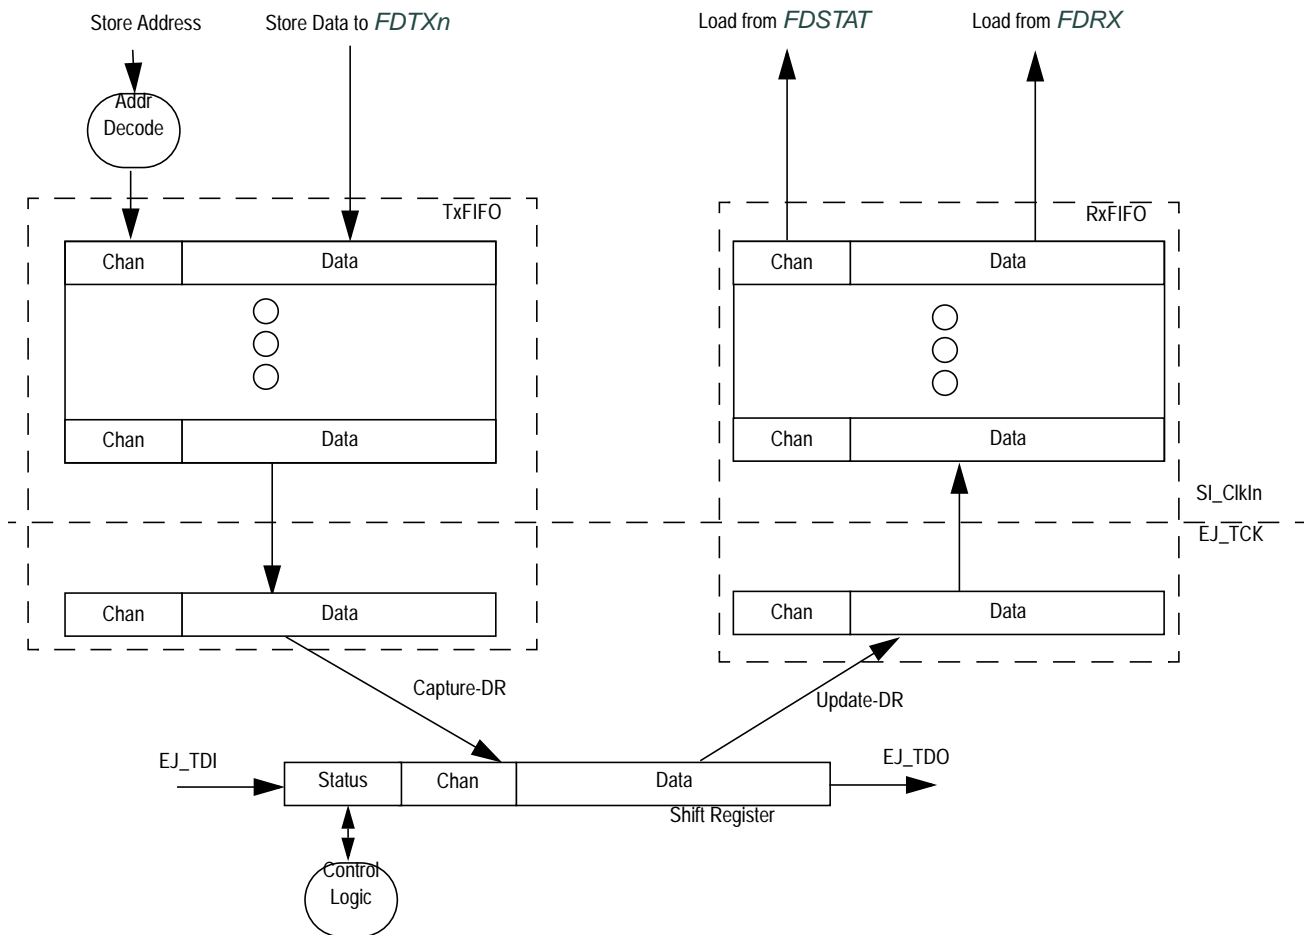 Store Address
Store Data to FDTXn
Load from FDSTAT
Load from FDRX
Addr
Decode
TxFIFO
RxFIFO
Chan
Data
Chan
Data
Chan
Data
Chan
Data
SI_ClkIn
EJ_TCK
Chan
Data
Chan
Data
Capture-DR
Update-DR
EJ_TDI
EJ_TDO
Status
Chan
Data
Shift Register
Control
Logic